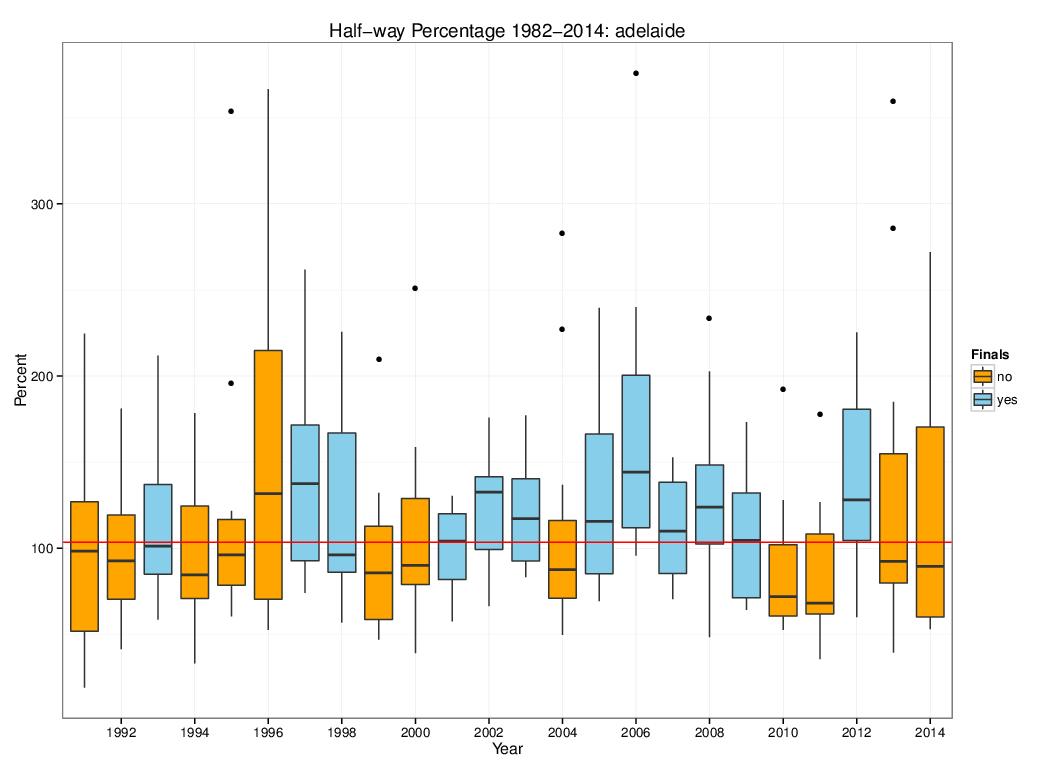 Half−way Percentage 1982−2014: adelaide
Percent
300
200
100
1992 1994 1996 1998 2000 2002 2004 2006 2008 2010 2012 2014
Year
Finals
no
yes